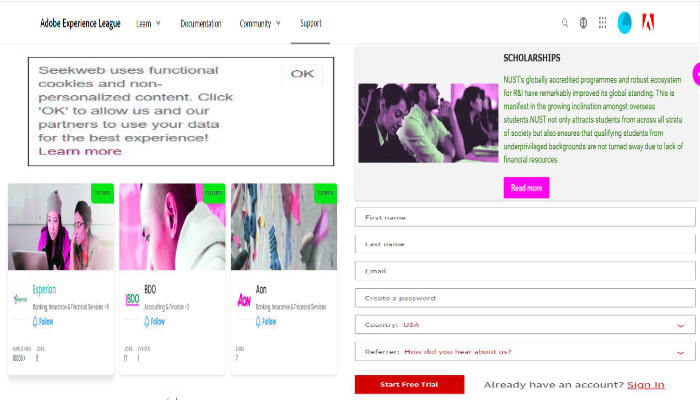 Adobe Experience League Learn Documentation Community Support
Seekweb uses functional
cookies and non-
personalized content. Click
'OK' to allow us and our
partners to use your data
for the best experience!
Learn more
OK
SCHOLARSHIPS
NUST's globally accredited programmes and robust ecosystem
for R&I have remarkably improved its global standing. This is
manifest in the growing inclination amongst overseas
students.NUST not only attracts students from across all strata
of society but also ensures that qualifying students from
underprivileged backgrounds are not turned away due to lack of
financial resources.
Read more
Experian
Banking, Insurance & Financial Services +6
Follow
EMPLOYEES JOBS
10000+ 9
BDO
BDO
Accounting & Finance +3
Follow
JOBS EVENTS
17 1
AON
Aon
Banking, Insurance & Financial Services
Follow
JOBS
7
First name
Last name
Email
Create a password
Country: USA
Referrer: How did you hear about us?
Start Free Trial
Already have an account? Sign In